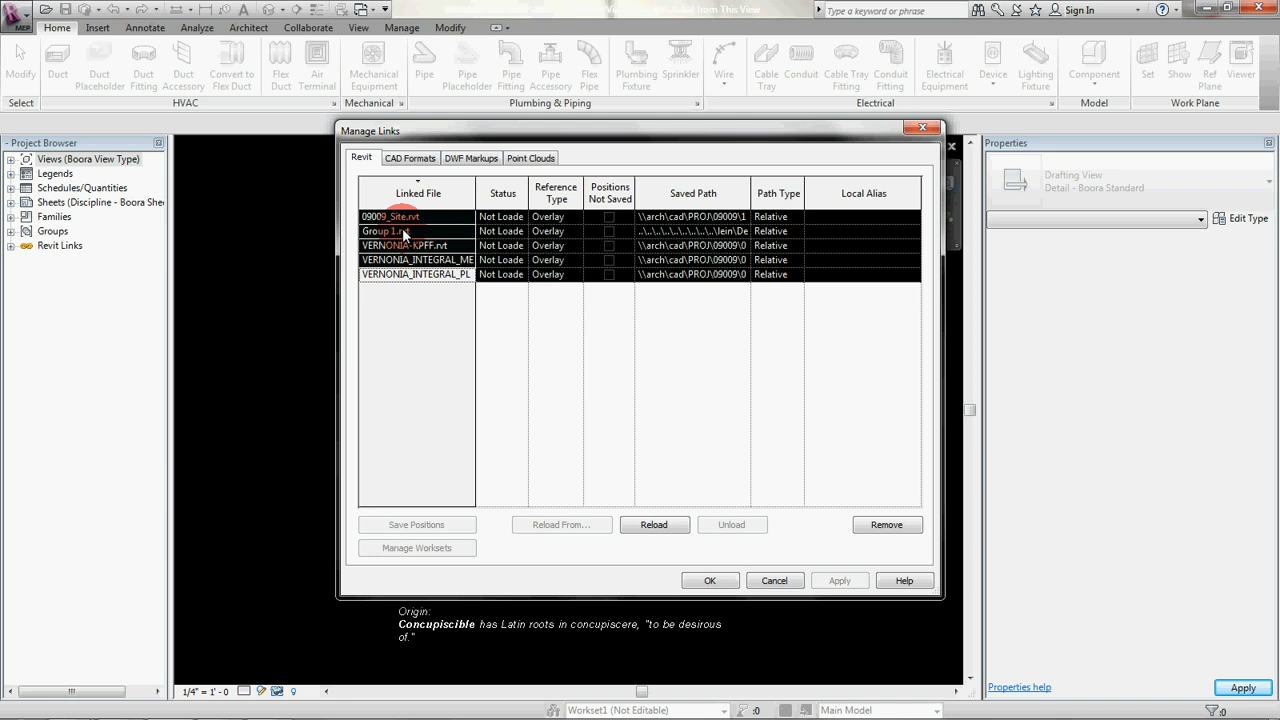 from This View
Type a keyword or phrase
Sign In
MEP
Home Insert Annotate Analyze Architect Collaborate View Manage Modify
Modify
Duct
Duct Placeholder
Duct Fitting
Duct Accessory
Convert to Flex Duct
Flex Duct
Air Terminal
Mechanical Equipment
Pipe
Pipe Placeholder
Pipe Fitting
Pipe Accessory
Flex Pipe
Plumbing Fixture
Sprinkler
Wire
Cable Tray
Conduit
Cable Tray Fitting
Conduit Fitting
Electrical Equipment
Device
Lighting Fixture
Component
Set
Show
Ref Plane
Viewer
Select HVAC Mechanical Plumbing & Piping Electrical Model Work Plane
Project Browser
Views (Boora View Type)
Legends
Schedules/Quantities
Sheets (Discipline - Boora She
Families
Groups
Revit Links
Manage Links
Revit CAD Formats DWF Markups Point Clouds
Linked File Status Reference Type Positions Not Saved Saved Path Path Type Local Alias
09009_Site.rvt Not Loade Overlay \\arch\cad\PROJ\09009\1 Relative
Group 1.rvt Not Loade Overlay ..\..\..\..\..\..\..\..\lein\De Relative
VERNONIA-KPFF.rvt Not Loade Overlay \\arch\cad\PROJ\09009\0 Relative
VERNONIA_INTEGRAL_ME Not Loade Overlay \\arch\cad\PROJ\09009\0 Relative
VERNONIA_INTEGRAL_PL Not Loade Overlay \\arch\cad\PROJ\09009\0 Relative
Save Positions Reload From... Reload Unload Remove
Manage Worksets
OK Cancel Apply Help
Origin:
Concupiscible has Latin roots in concupiscere, "to be desirous
of."
Properties
Drafting View
Detail - Boora Standard
Edit Type
Properties help
Apply
1/4" = 1' - 0
Workset1 (Not Editable)
:0
Main Model
:0